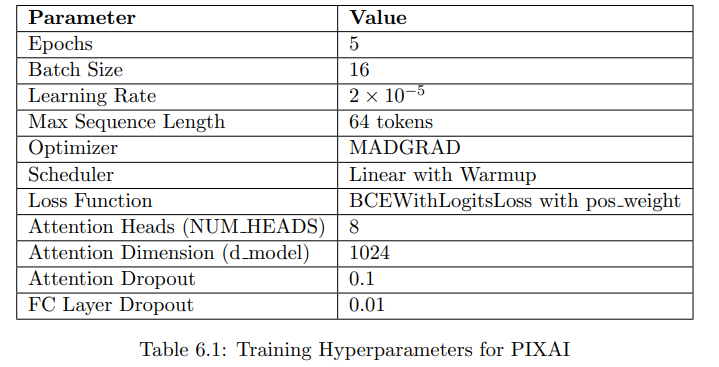 Parameter Value
Epochs 5
Batch Size 16
Learning Rate 2 × 10⁻⁵
Max Sequence Length 64 tokens
Optimizer MADGRAD
Scheduler Linear with Warmup
Loss Function BCEWithLogitsLoss with pos_weight
Attention Heads (NUM_HEADS) 8
Attention Dimension (d_model) 1024
Attention Dropout 0.1
FC Layer Dropout 0.01
Table 6.1: Training Hyperparameters for PIXAI